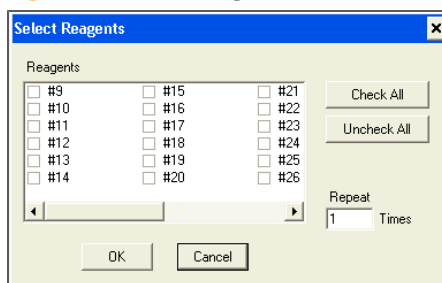 Select Reagents
Reagents
#9 #15 #21
#10 #16 #22
#11 #17 #23
#12 #18 #24
#13 #19 #25
#14 #20 #26
Check All
Uncheck All
Repeat
1 Times
OK Cancel